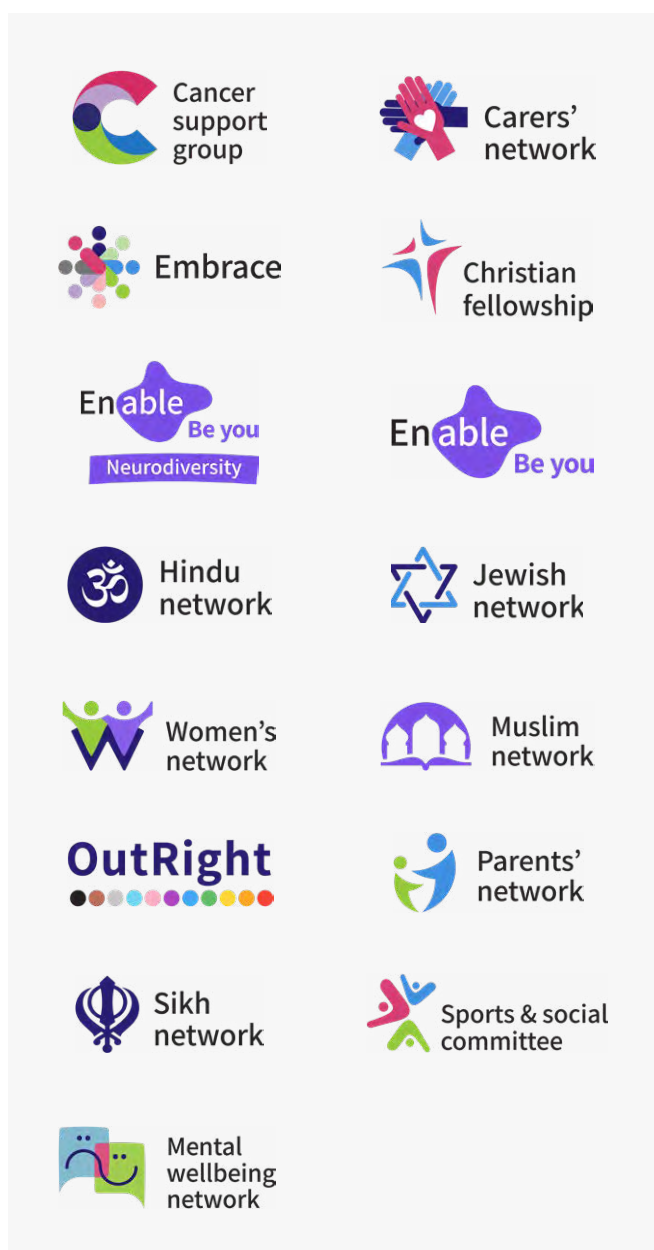 Cancer
support
group
Carers’
network
Embrace
Christian
fellowship
Enable
Be you
Neurodiversity
Enable
Be you
Hindu
network
Jewish
network
Women’s
network
Muslim
network
OutRight
Parents’
network
Sikh
network
Sports & social
committee
Mental
wellbeing
network